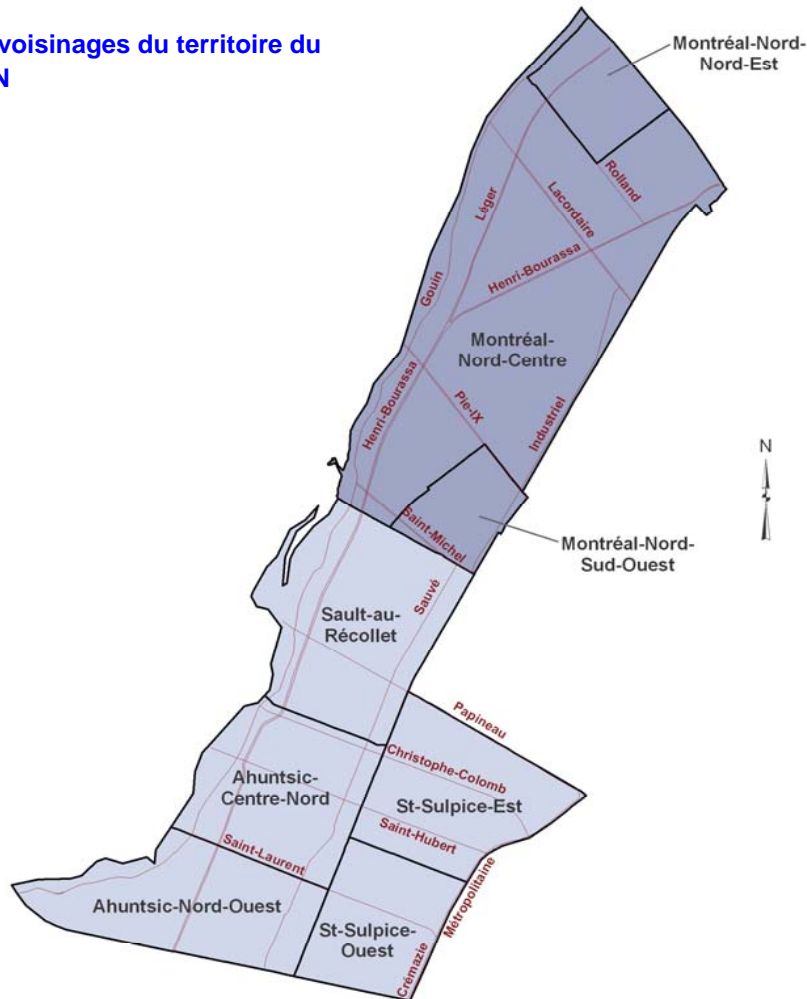 voisinages du territoire du
N
Montréal-Nord-
Nord-Est
Rolland
Lacordaire
Léger
Henri-Bourassa
Gouin
Montréal-
Nord-Centre
Henri-Bourassa
Pie-IX
Industriel
N
Saint-Michel
Montréal-Nord-
Sud-Ouest
Sauvé
Sault-au-
Récollet
Papineau
Christophe-Colomb
Ahuntsic-
Centre-Nord
St-Sulpice-Est
Saint-Hubert
Saint-Laurent
Métropolitaine
Ahuntsic-Nord-Ouest
St-Sulpice-
Ouest
Crémazie